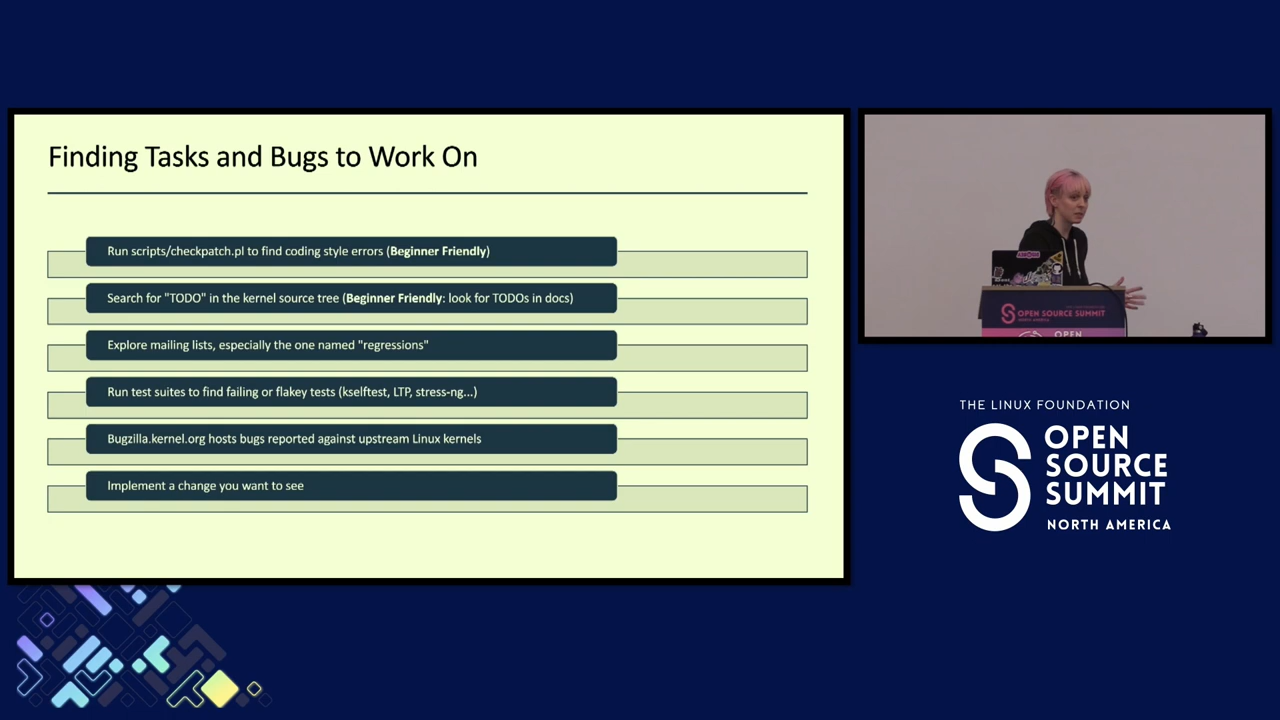 Finding Tasks and Bugs to Work On
Run scripts/checkpatch.pl to find coding style errors (Beginner Friendly)
Search for "TODO" in the kernel source tree (Beginner Friendly: look for TODOs in docs)
Explore mailing lists, especially the one named "regressions"
Run test suites to find failing or flakey tests (kselftest, LTP, stress-ng...)
Bugzilla.kernel.org hosts bugs reported against upstream Linux kernels
Implement a change you want to see
OPEN SOURCE SUMMIT
OPEN
THE LINUX FOUNDATION
OPEN
SOURCE
SUMMIT
NORTH AMERICA